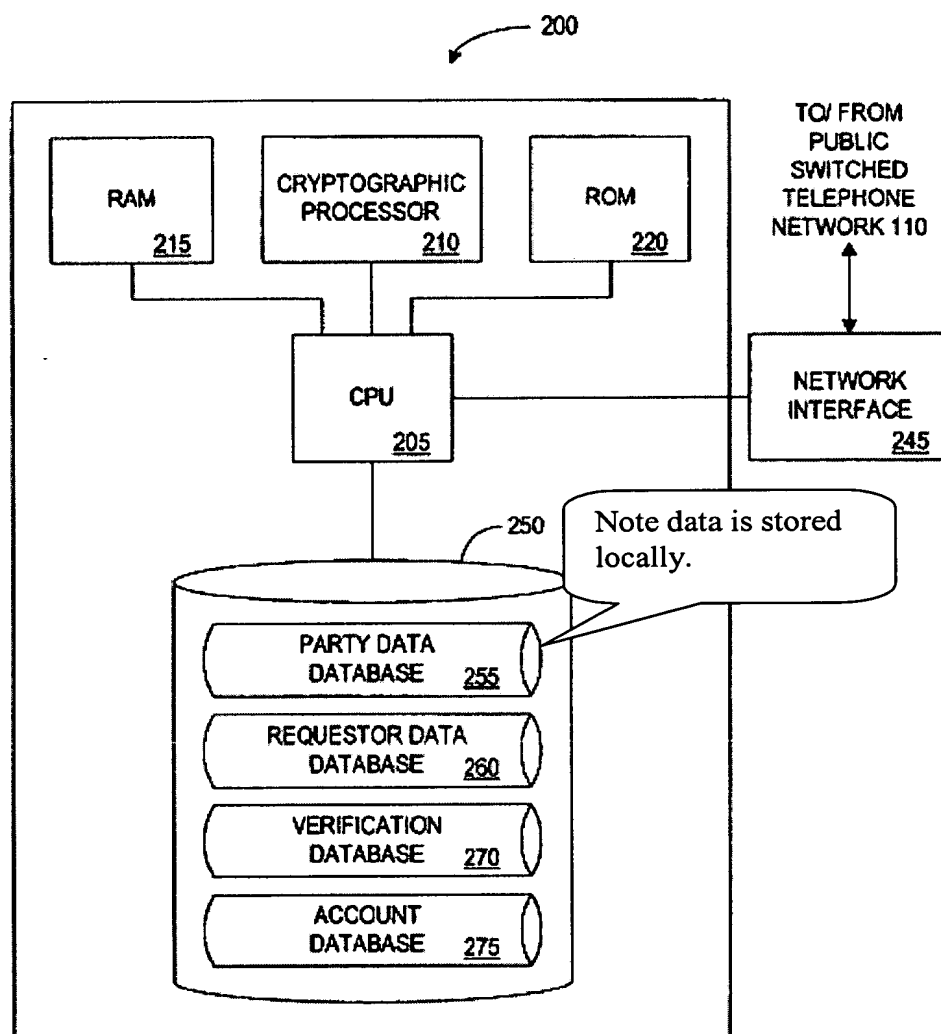 200
RAM
215
CRYPTOGRAPHIC
PROCESSOR
210
ROM
220
TO/ FROM
PUBLIC
SWITCHED
TELEPHONE
NETWORK 110
CPU
205
NETWORK
INTERFACE
245
250
Note data is stored
locally.
PARTY DATA
DATABASE 255
REQUESTOR DATA
DATABASE 260
VERIFICATION
DATABASE 270
ACCOUNT
DATABASE 275